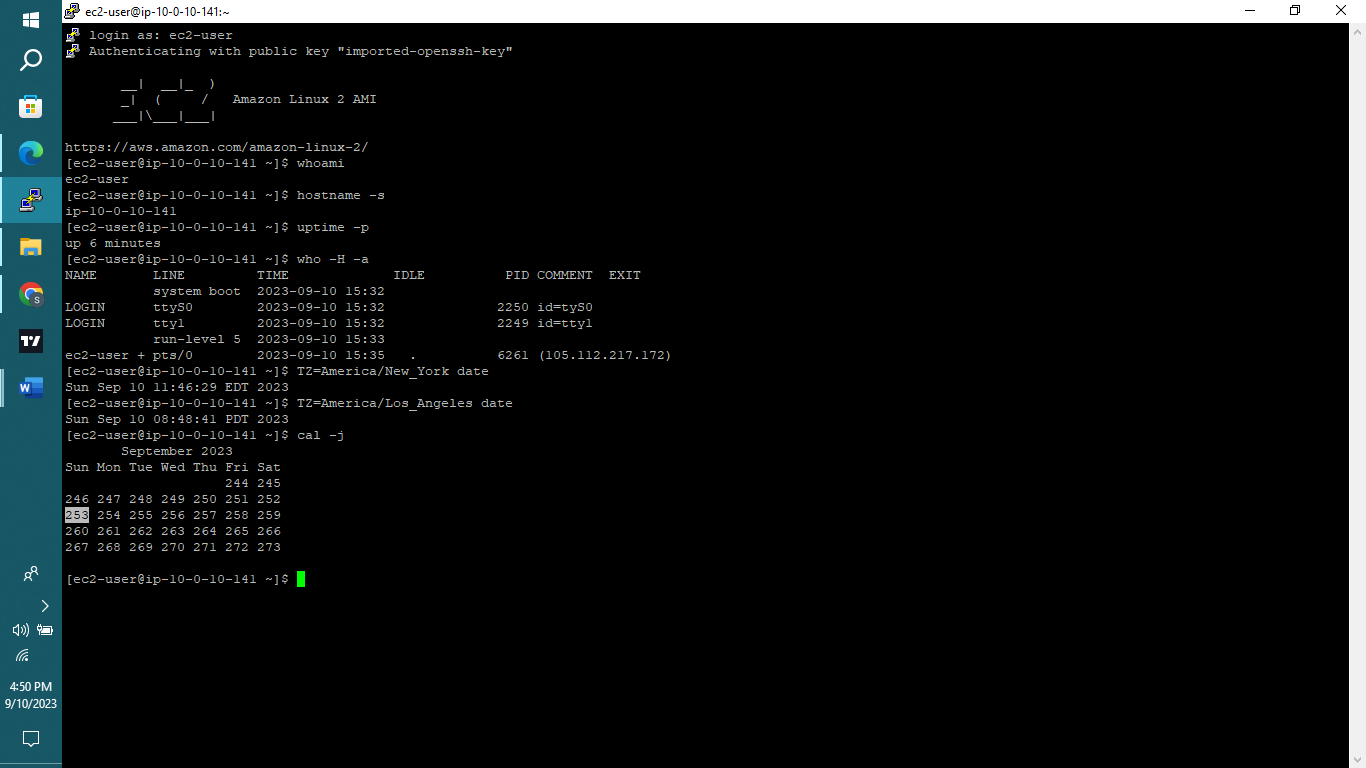 ec2-user@ip-10-0-10-141:~
login as: ec2-user
Authenticating with public key "imported-openssh-key"
       __|  __|_  )
       _|  (     /   Amazon Linux 2 AMI
      ___|\___|___|
https://aws.amazon.com/amazon-linux-2/
[ec2-user@ip-10-0-10-141 ~]$ whoami
ec2-user
[ec2-user@ip-10-0-10-141 ~]$ hostname -s
ip-10-0-10-141
[ec2-user@ip-10-0-10-141 ~]$ uptime -p
up 6 minutes
[ec2-user@ip-10-0-10-141 ~]$ who -H -a
NAME       LINE         TIME             IDLE          PID COMMENT  EXIT
           system boot  2023-09-10 15:32
LOGIN      ttyS0        2023-09-10 15:32              2250 id=tyS0
LOGIN      tty1         2023-09-10 15:32              2249 id=tty1
           run-level 5  2023-09-10 15:33
ec2-user + pts/0        2023-09-10 15:35   .          6261 (105.112.217.172)
[ec2-user@ip-10-0-10-141 ~]$ TZ=America/New_York date
Sun Sep 10 11:46:29 EDT 2023
[ec2-user@ip-10-0-10-141 ~]$ TZ=America/Los_Angeles date
Sun Sep 10 08:48:41 PDT 2023
[ec2-user@ip-10-0-10-141 ~]$ cal -j
       September 2023
Sun Mon Tue Wed Thu Fri Sat
                    244 245
246 247 248 249 250 251 252
253 254 255 256 257 258 259
260 261 262 263 264 265 266
267 268 269 270 271 272 273
[ec2-user@ip-10-0-10-141 ~]$
S
W
4:50 PM
9/10/2023